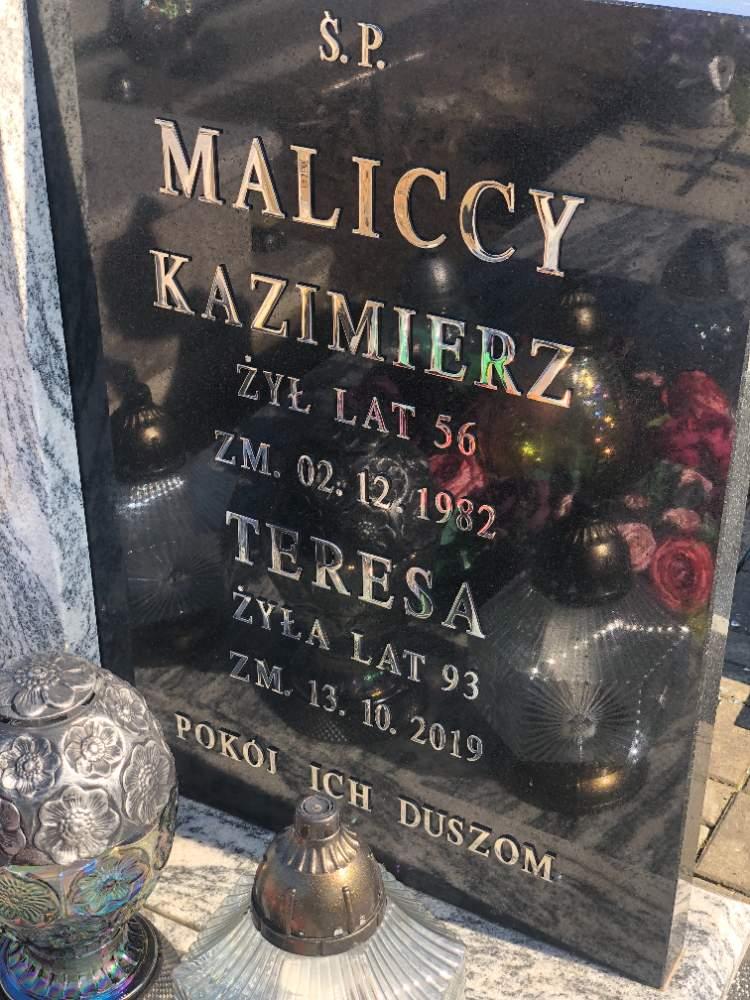 Ś.P.
MALICCY
KAZIMIERZ
ŻYŁ LAT 56
ZM. 02. 12. 1982
TERESA
ŻYŁA LAT 93
ZM. 13. 10. 2019
POKÓJ ICH DUSZOM